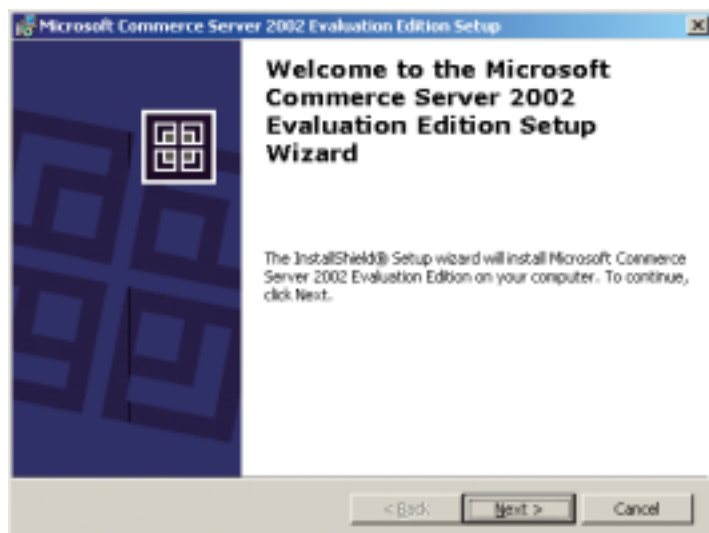 Microsoft Commerce Server 2002 Evaluation Edition Setup
Welcome to the Microsoft
Commerce Server 2002
Evaluation Edition Setup
Wizard
The InstallShield® Setup wizard will install Microsoft Commerce
Server 2002 Evaluation Edition on your computer. To continue,
click Next.
< Back
Next >
Cancel